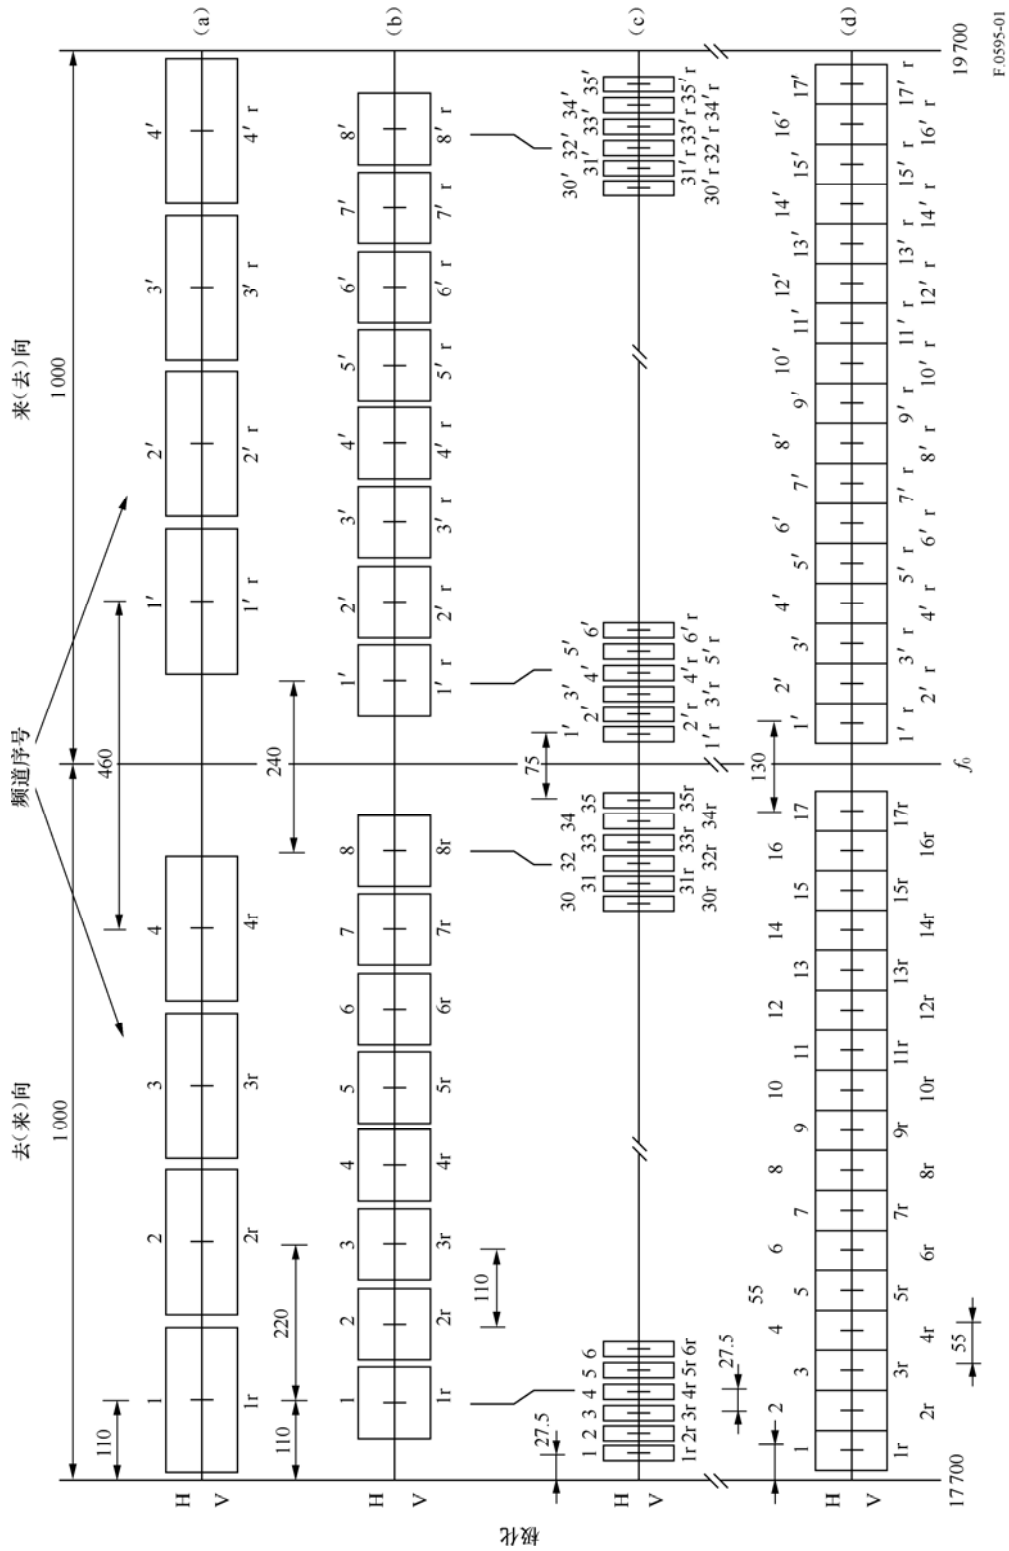 去(来)向 频道序号 来(去)向
1 000 1 000
110 460
1 2 3 4 1′ 2′ 3′ 4′
H
(a)
V
1r 2r 3r 4r 1′r 2′r 3′r 4′r
110 220 240
1 2 3 4 5 6 7 8 1′ 2′ 3′ 4′ 5′ 6′ 7′ 8′
H
(b)
V
1r 2r 3r 4r 5r 6r 7r 8r 1′r 2′r 3′r 4′r 5′r 6′r 7′r 8′r
110
极化
27.5 75
1 2 3 4 5 6 30 31 32 33 34 35 1′ 2′ 3′ 4′ 5′ 6′ 30′ 31′ 32′ 33′ 34′ 35′
H
(c)
V
1r 2r 3r 4r 5r 6r 30r 31r 32r 33r 34r 35r 1′r 2′r 3′r 4′r 5′r 6′r 30′r 31′r 32′r 33′r 34′r 35′r
27.5
55 130
1 2 3 4 5 6 7 8 9 10 11 12 13 14 15 16 17 1′ 2′ 3′ 4′ 5′ 6′ 7′ 8′ 9′ 10′ 11′ 12′ 13′ 14′ 15′ 16′ 17′
H
(d)
V
1r 2r 3r 4r 5r 6r 7r 8r 9r 10r 11r 12r 13r 14r 15r 16r 17r 1′r 2′r 3′r 4′r 5′r 6′r 7′r 8′r 9′r 10′r 11′r 12′r 13′r 14′r 15′r 16′r 17′r
55
17 700 f₀ 19 700
F.0595-01